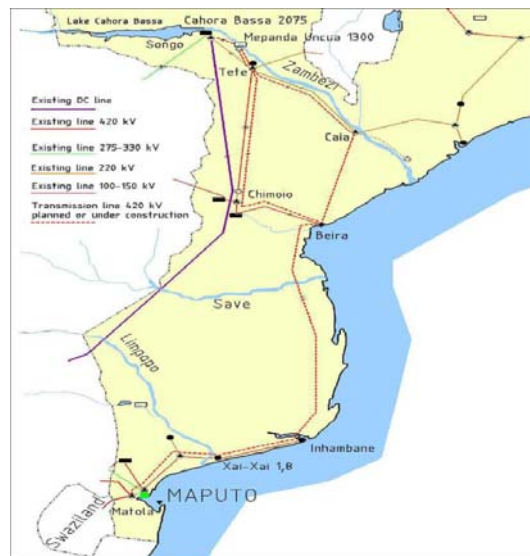 Lake Cahora Bassa
Cahora Bassa 2075
Songo
Mepanda Uncua 1300
Tete
Zambezi
Existing DC line
Existing line 420 kV
Existing line 275-330 kV
Existing line 220 kV
Existing line 100-150 kV
Transmission line 420 kV
planned or under construction
Caia
Chimoio
Beira
Save
Limpapo
Inhambane
Xai-Xai 1,8
MAPUTO
Matola
Swaziland